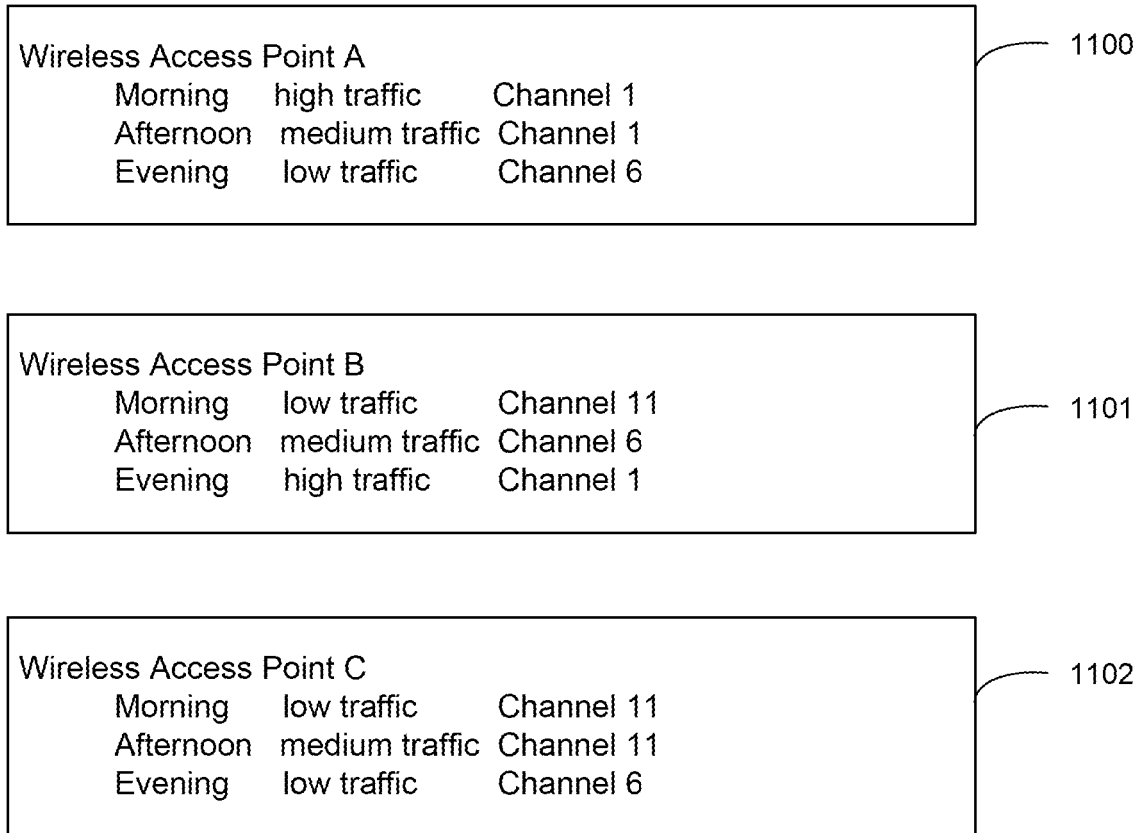 Wireless Access Point A
1100
Morning high traffic Channel 1
Afternoon medium traffic Channel 1
Evening low traffic Channel 6
Wireless Access Point B
Morning low traffic Channel 11
1101
Afternoon medium traffic Channel 6
Evening high traffic Channel 1
Wireless Access Point C
1102
Morning low traffic Channel 11
Afternoon medium traffic Channel 11
Evening low traffic Channel 6